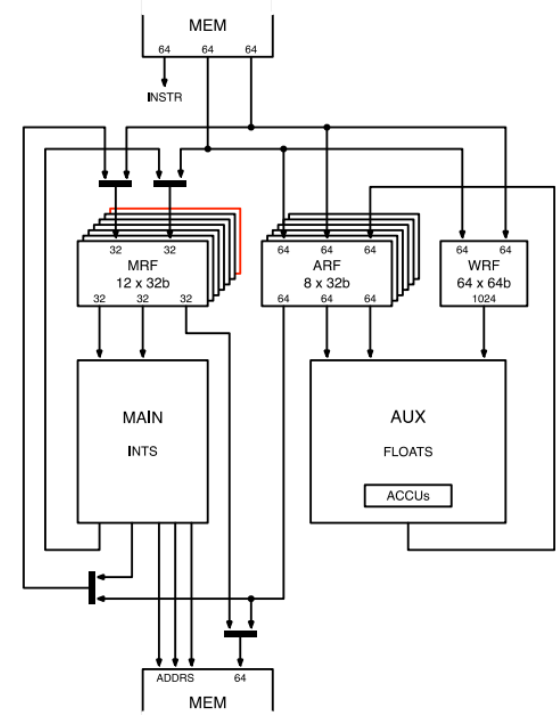 MEM
64 64 64
INSTR
32 32
MRF
12 x 32b
32 32 32
64 64 64
ARF
8 x 32b
64 64 64
64 64
WRF
64 x 64b
1024
MAIN
INTS
AUX
FLOATS
ACCUs
ADDRS 64
MEM